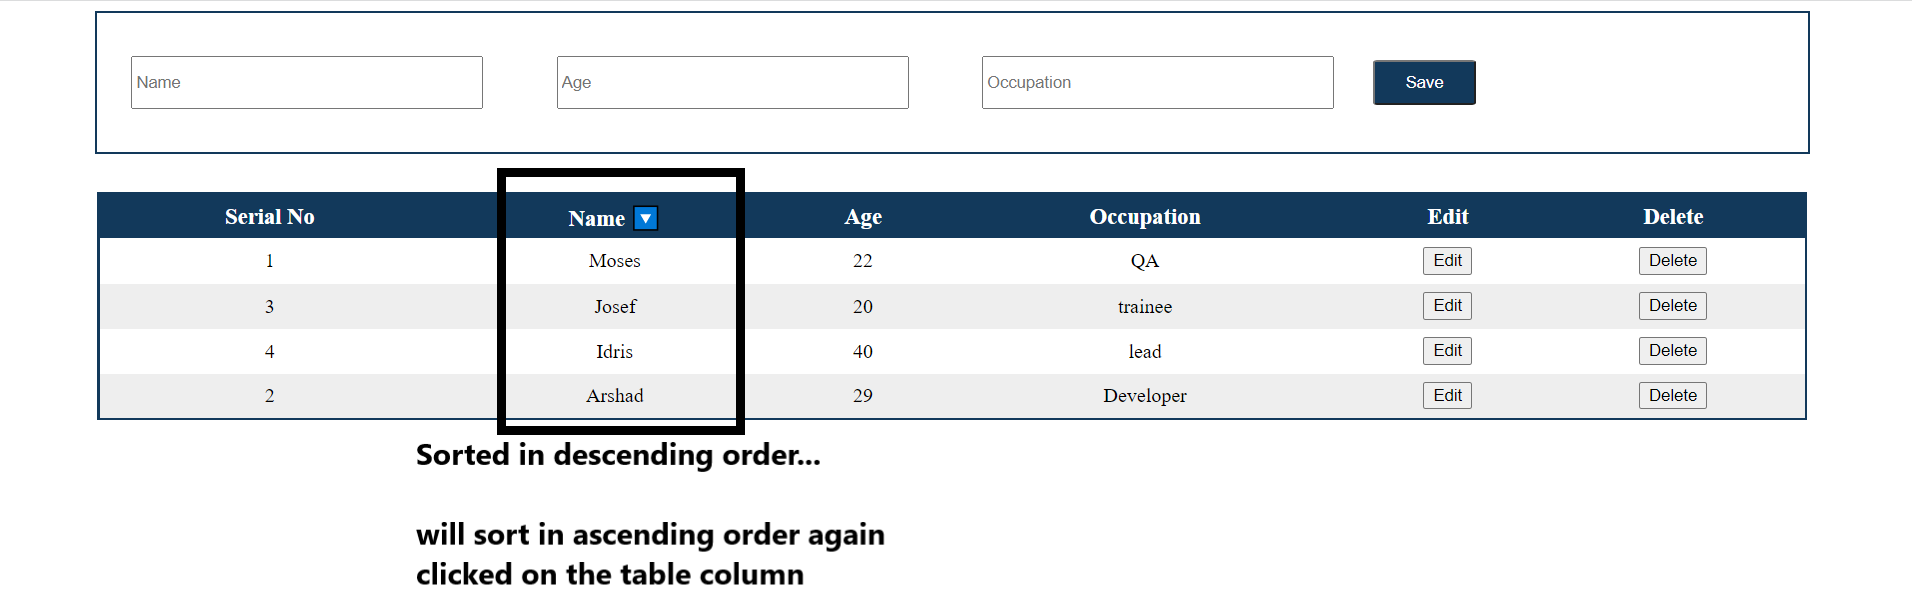 Name Age Occupation Save
Serial No Name 🔽 Age Occupation Edit Delete
1 Moses 22 QA Edit Delete
3 Josef 20 trainee Edit Delete
4 Idris 40 lead Edit Delete
2 Arshad 29 Developer Edit Delete
Sorted in descending order...
will sort in ascending order again
clicked on the table column